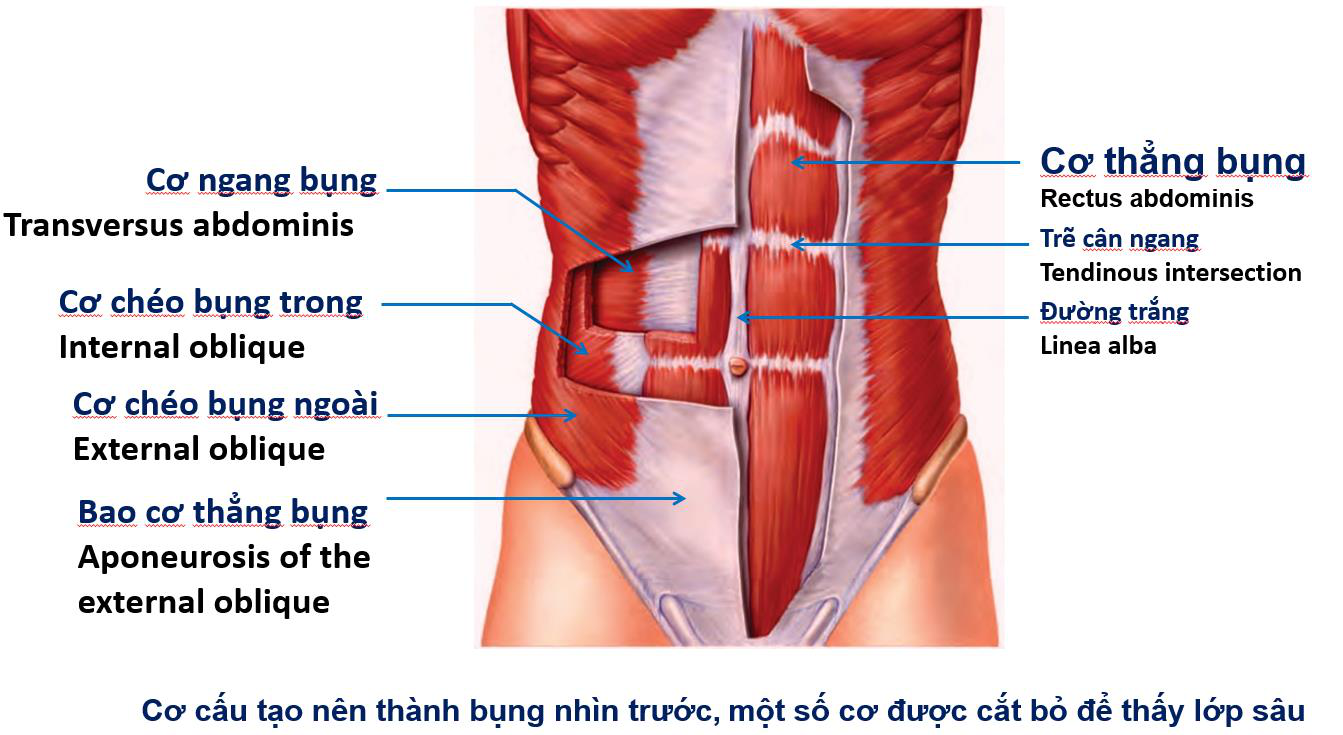 Cơ ngang bụng
Transversus abdominis
Cơ chéo bụng trong
Internal oblique
Cơ chéo bụng ngoài
External oblique
Bao cơ thẳng bụng
Aponeurosis of the
external oblique
Cơ thẳng bụng
Rectus abdominis
Trẽ cân ngang
Tendinous intersection
Đường trắng
Linea alba
Cơ cấu tạo nên thành bụng nhìn trước, một số cơ được cắt bỏ để thấy lớp sâu